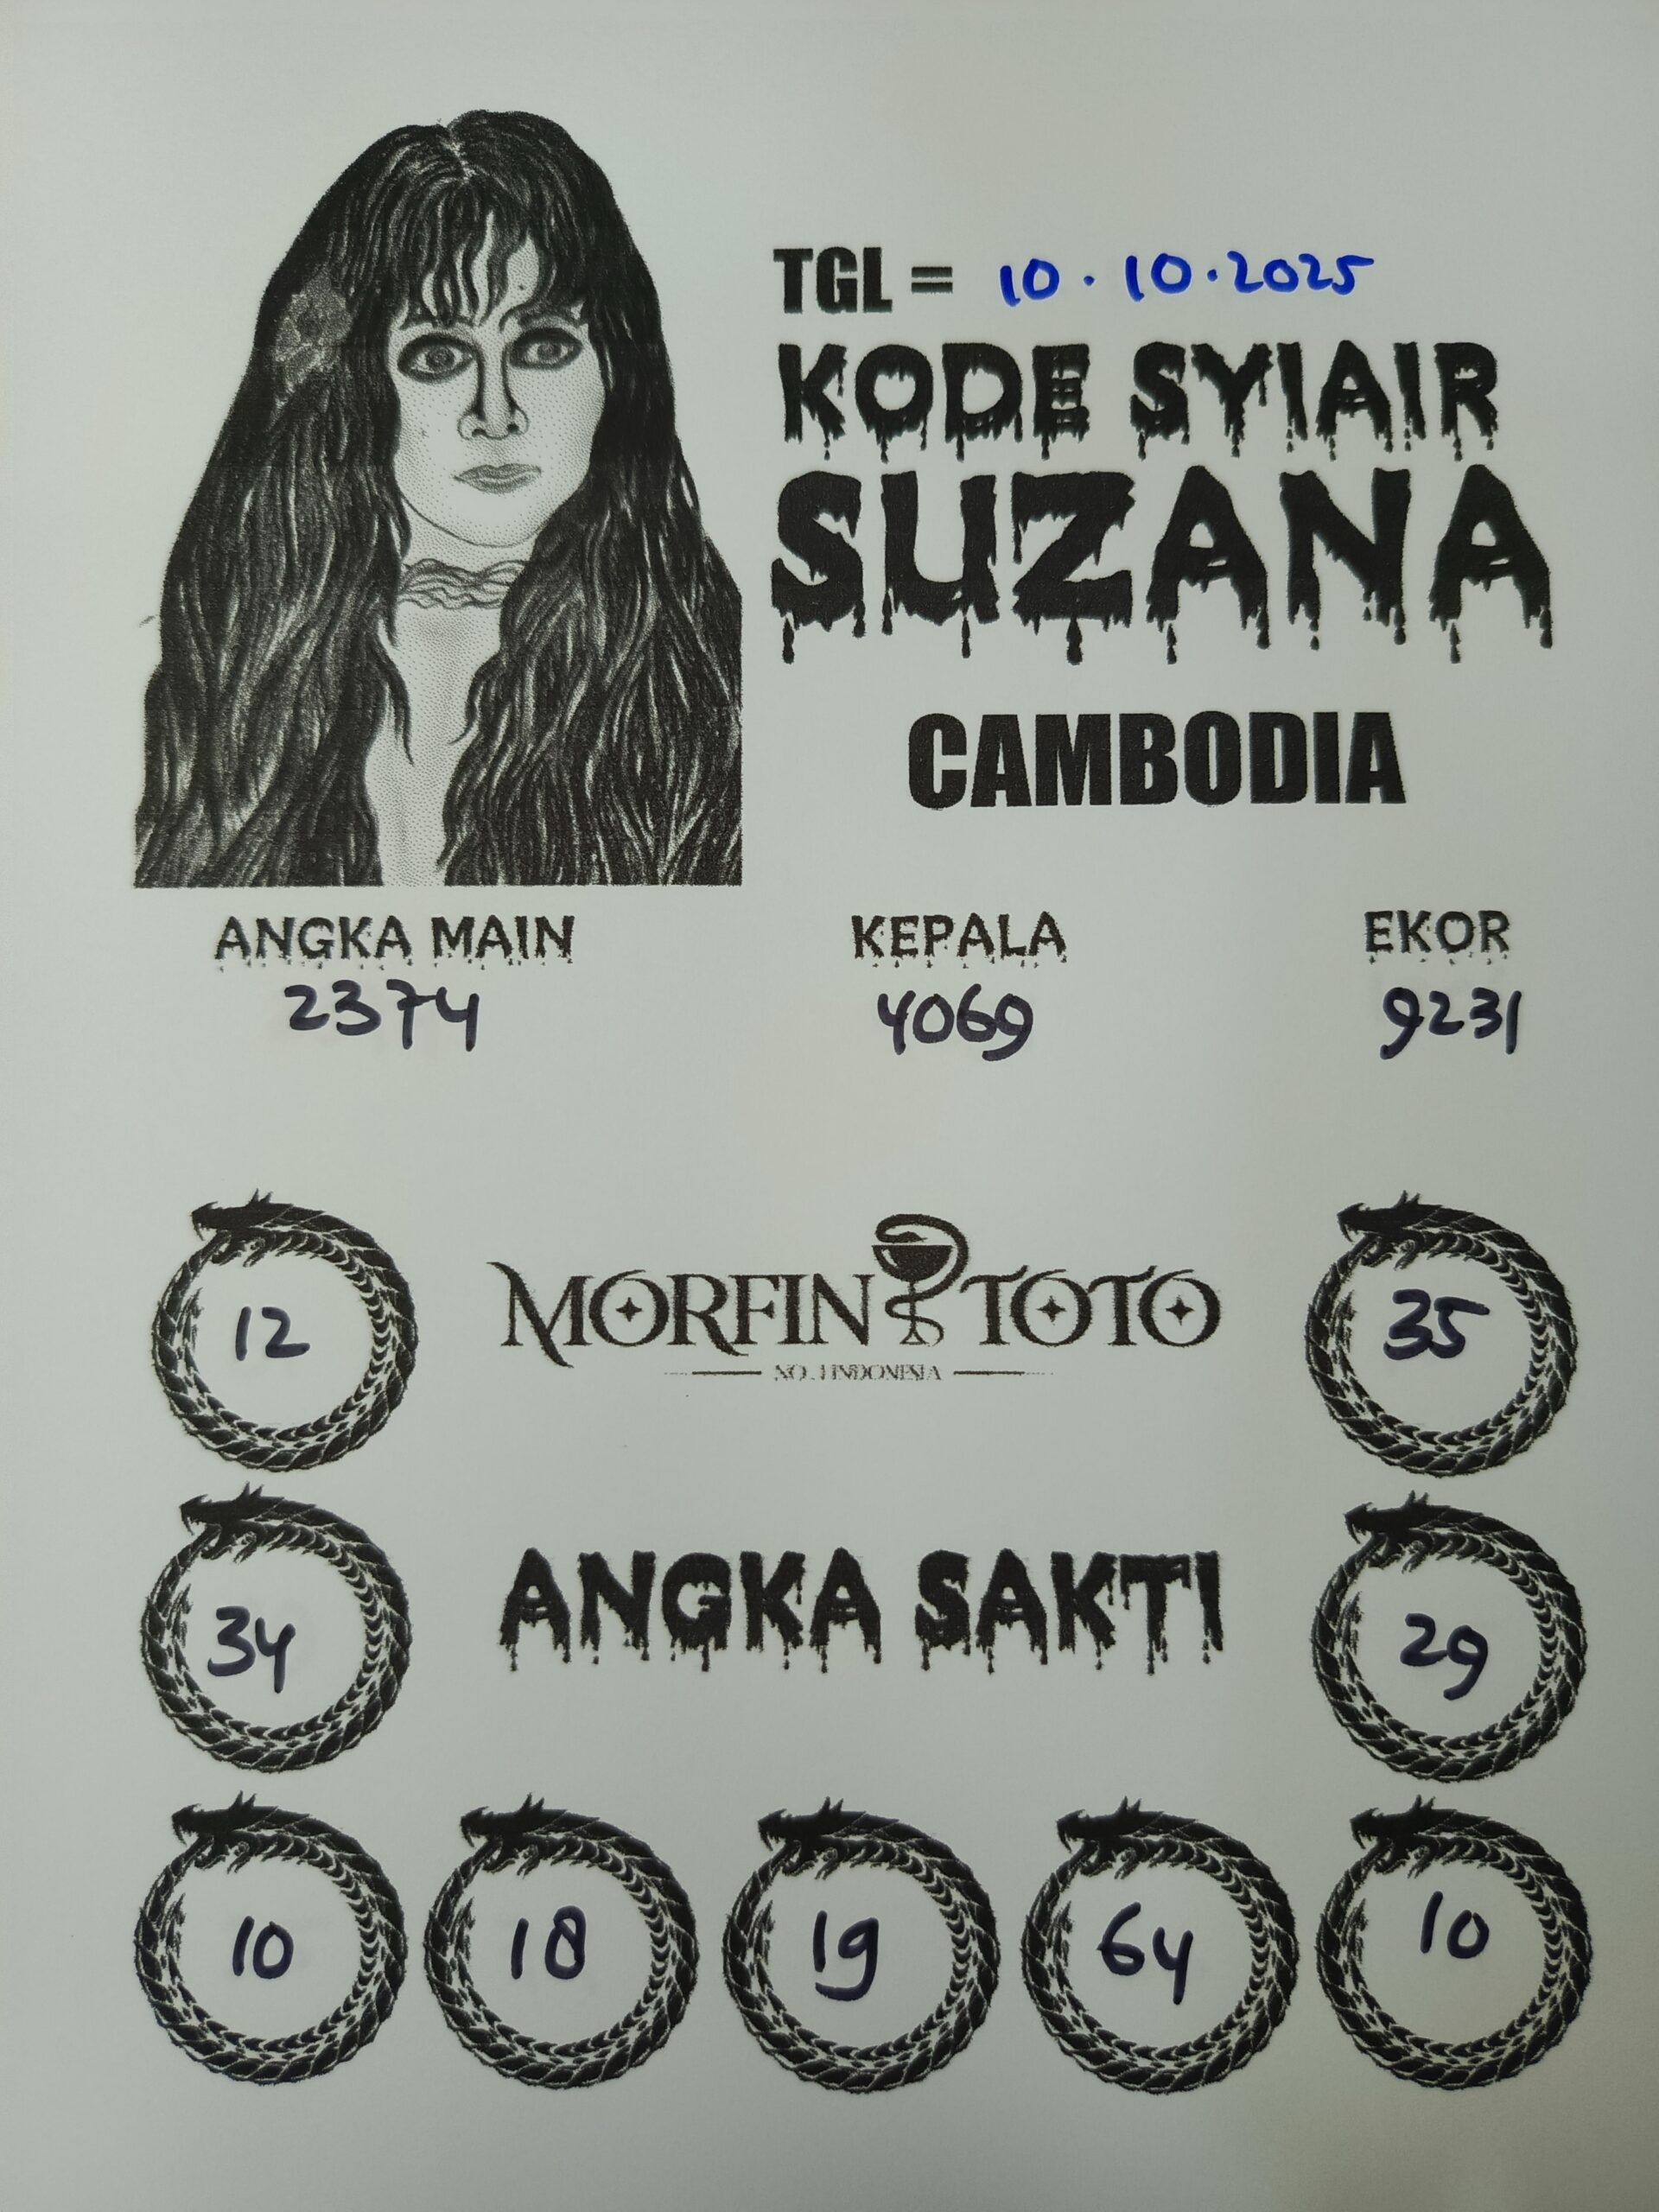 TGL = 10.10.2025
KODE SYIAIR
SUZANA
CAMBODIA
ANGKA MAIN KEPALA EKOR
2374 4069 9231
12 MORFIN TOTO 35
NO.1 INDONESIA
34 ANGKA SAKTI 29
10 18 19 64 10